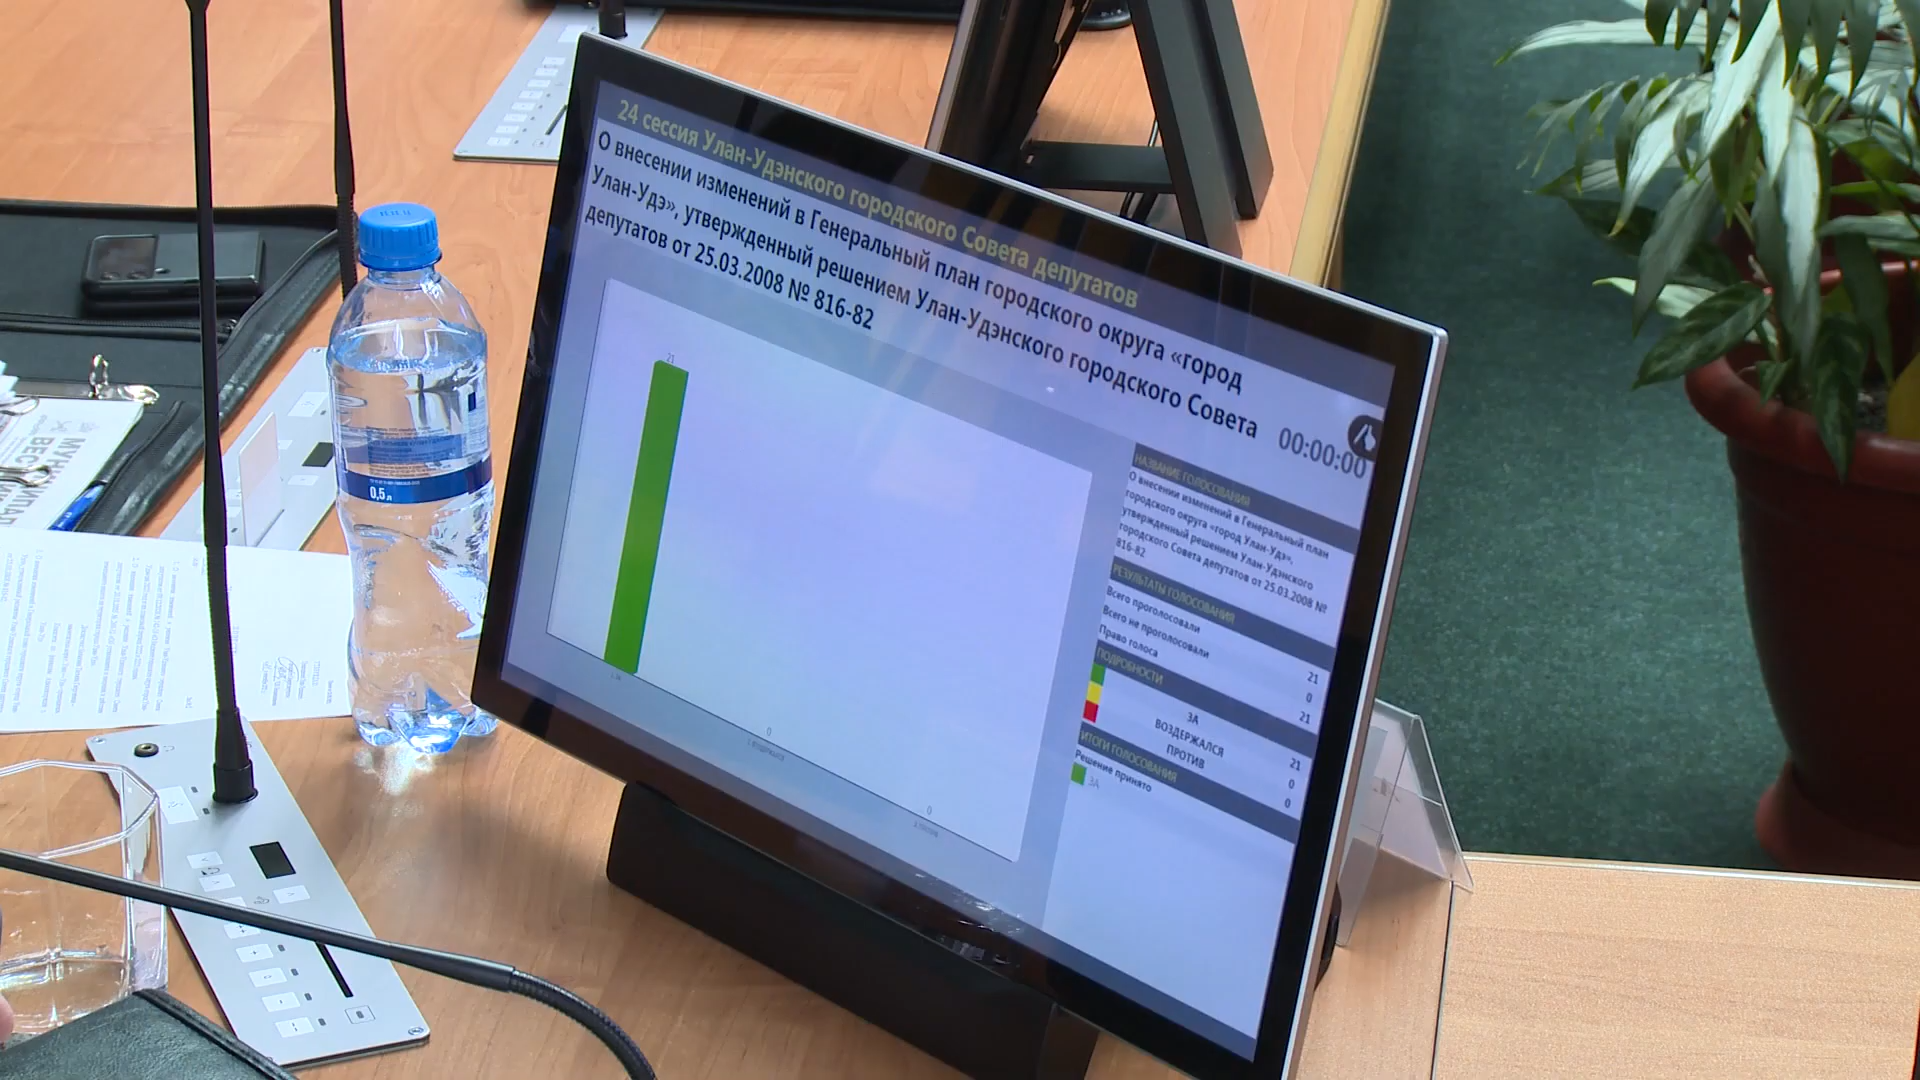 24 сессия Улан-Удэнского городского Совета депутатов
О внесении изменений в Генеральный план городского округа «город
Улан-Удэ», утвержденный решением Улан-Удэнского городского Совета
депутатов от 25.03.2008 № 816-82
00:00:00
21
0
0
НАЗВАНИЕ ГОЛОСОВАНИЯ
О внесении изменений в Генеральный план
городского округа «город Улан-Удэ»,
утвержденный решением Улан-Удэнского
городского Совета депутатов от 25.03.2008 №
816-82
РЕЗУЛЬТАТЫ ГОЛОСОВАНИЯ
Всего проголосовали 21
Всего не проголосовали 0
Право голоса 21
ПОДРОБНОСТИ
ЗА 21
ВОЗДЕРЖАЛСЯ 0
ПРОТИВ 0
ИТОГИ ГОЛОСОВАНИЯ
Решение принято
ЗА
0,5 л